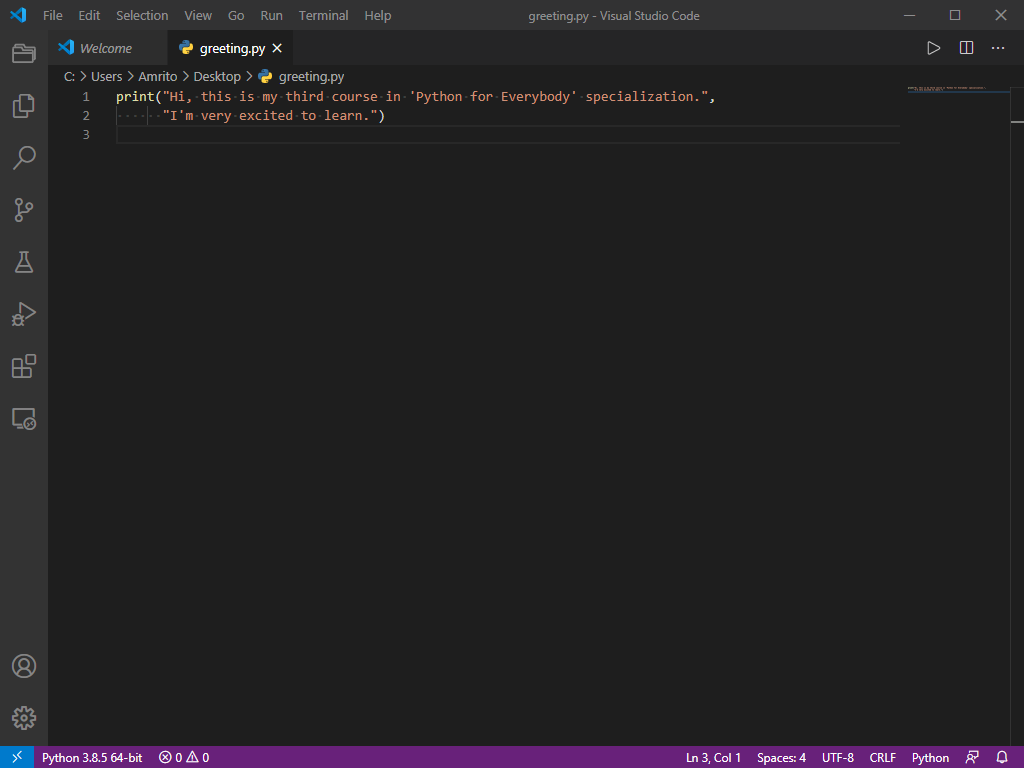 File Edit Selection View Go Run Terminal Help greeting.py - Visual Studio Code
Welcome greeting.py
C: > Users > Amrito > Desktop > greeting.py
1 print("Hi, this is my third course in 'Python for Everybody' specialization.",
2 "I'm very excited to learn.")
3
Python 3.8.5 64-bit 0 0 Ln 3, Col 1 Spaces: 4 UTF-8 CRLF Python